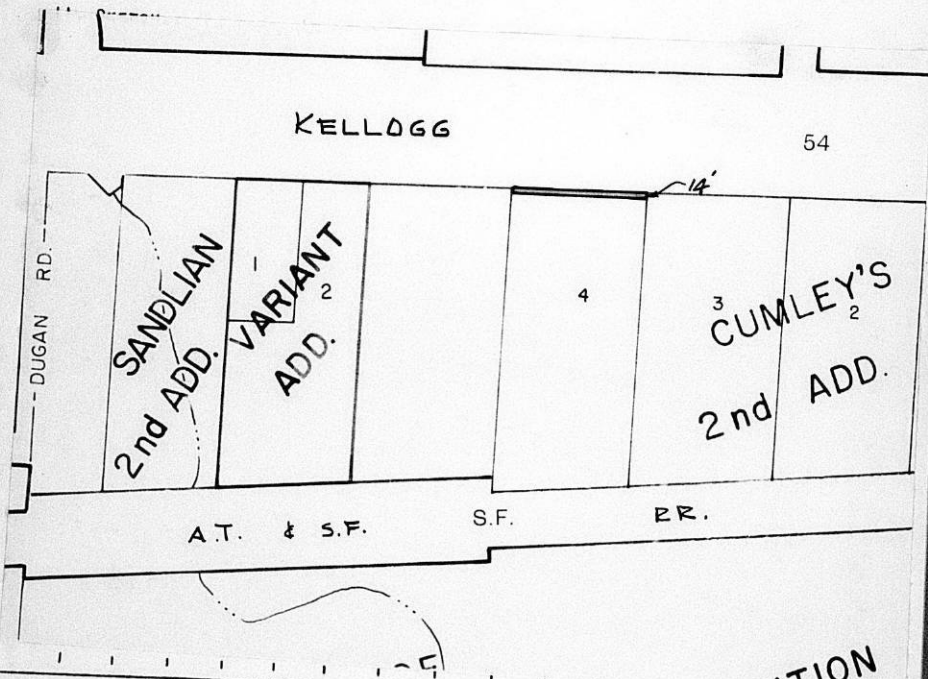 KELLOGG
54
14'
DUGAN RD.
SANDLIAN
2nd ADD.
1
VARIANT
ADD.
2
4
3
CUMLEY'S
2
2nd ADD.
A.T. & S.F.
S.F.
RR.